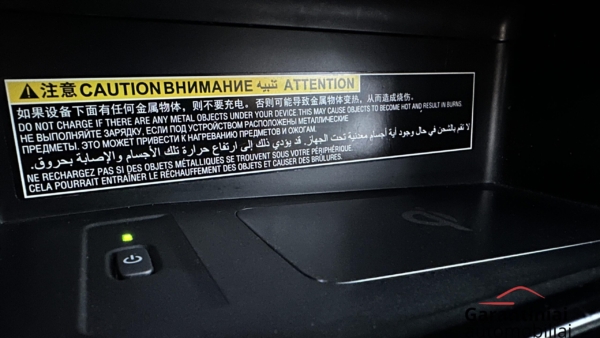 注意 CAUTION ВНИМАНИЕ تنبيه ATTENTION
如果设备下面有任何金属物体，则不要充电。否则可能导致金属物体变热，从而造成烧伤。
DO NOT CHARGE IF THERE ARE ANY METAL OBJECTS UNDER YOUR DEVICE THIS MAY CAUSE OBJECTS TO BECOME HOT AND RESULT IN BURNS.
НЕ ВЫПОЛНЯЙТЕ ЗАРЯДКУ, ЕСЛИ ПОД УСТРОЙСТВОМ РАСПОЛОЖЕНЫ МЕТАЛЛИЧЕСКИЕ
ПРЕДМЕТЫ. ЭТО МОЖЕТ ПРИВЕСТИ К НАГРЕВАНИЮ ПРЕДМЕТОВ И ОЖОГАМ.
لا تقم بالشحن في حال وجود أية أجسام معدنية تحت الجهاز. قد يؤدي ذلك إلى ارتفاع حرارة تلك الأجسام والإصابة بحروق.
NE RECHARGEZ PAS SI DES OBJETS MÉTALLIQUES SE TROUVENT SOUS VOTRE PÉRIPHÉRIQUE.
CELA POURRAIT ENTRAÎNER LE RÉCHAUFFEMENT DES OBJETS ET CAUSER DES BRÛLURES.